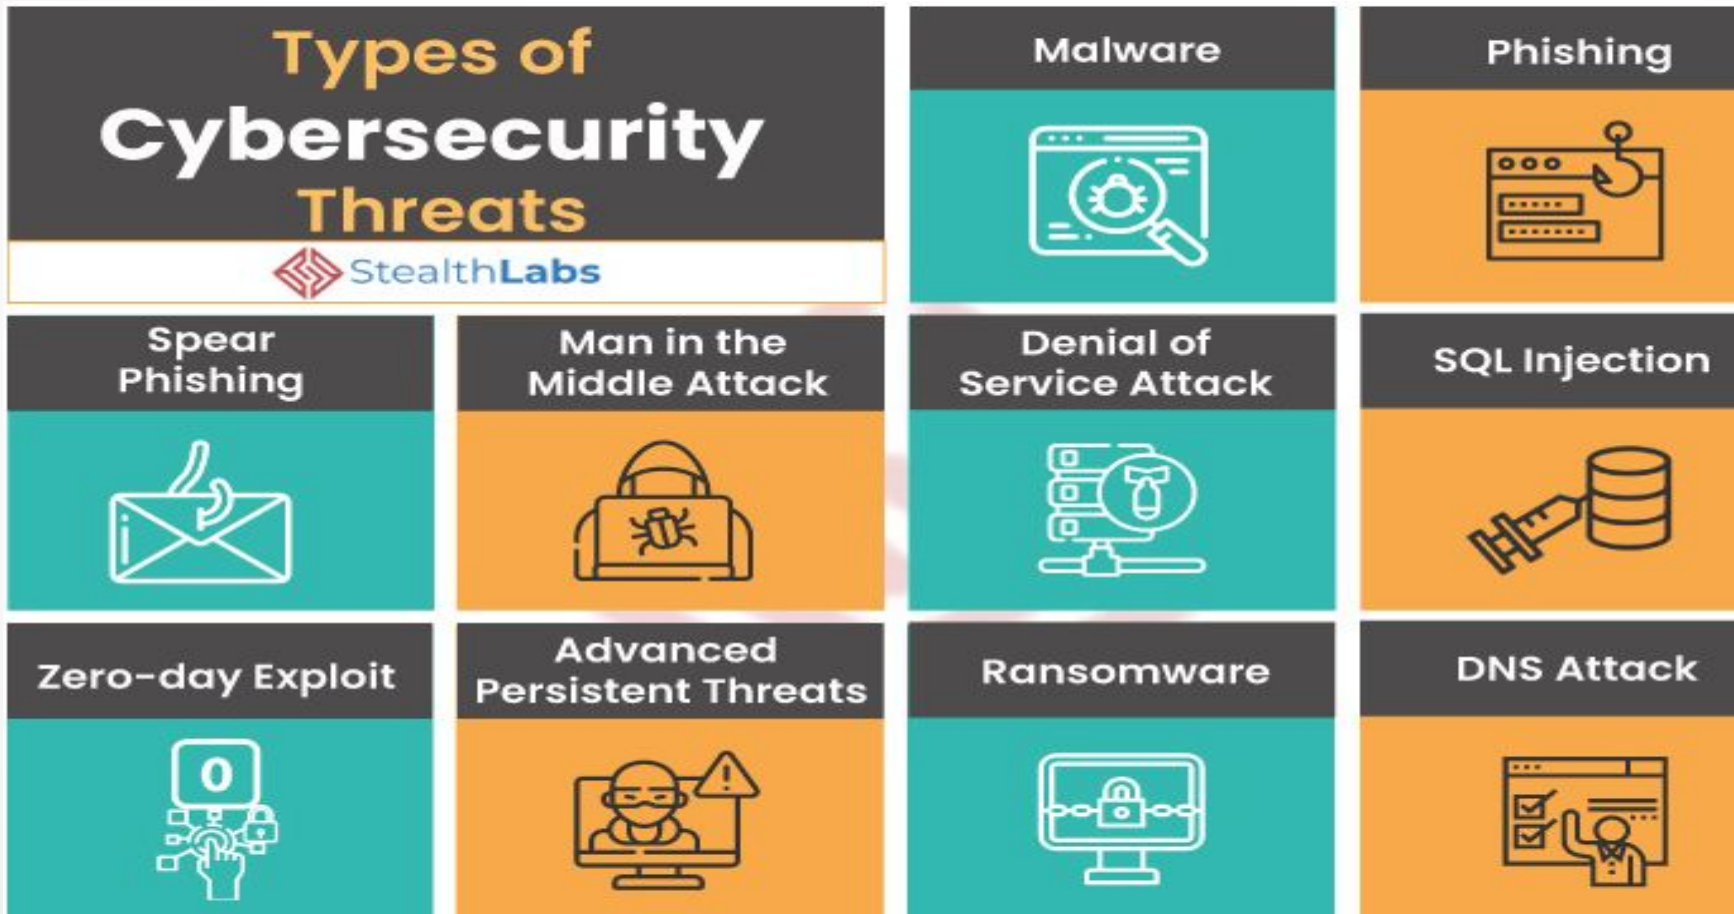 Types of
Cybersecurity
Threats
StealthLabs
Malware
Phishing
Spear
Phishing
Man in the
Middle Attack
Denial of
Service Attack
SQL Injection
Zero-day Exploit
0
Advanced
Persistent Threats
Ransomware
DNS Attack